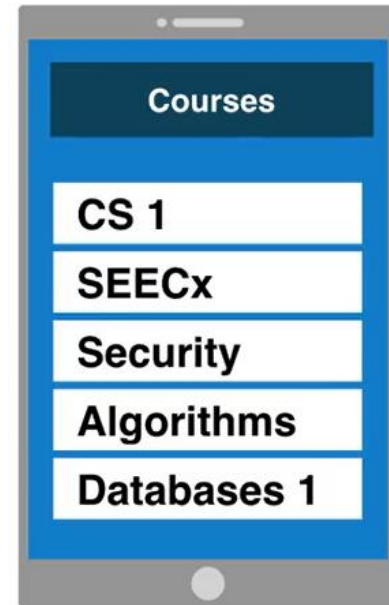 Courses
CS 1
SEECx
Security
Algorithms
Databases 1